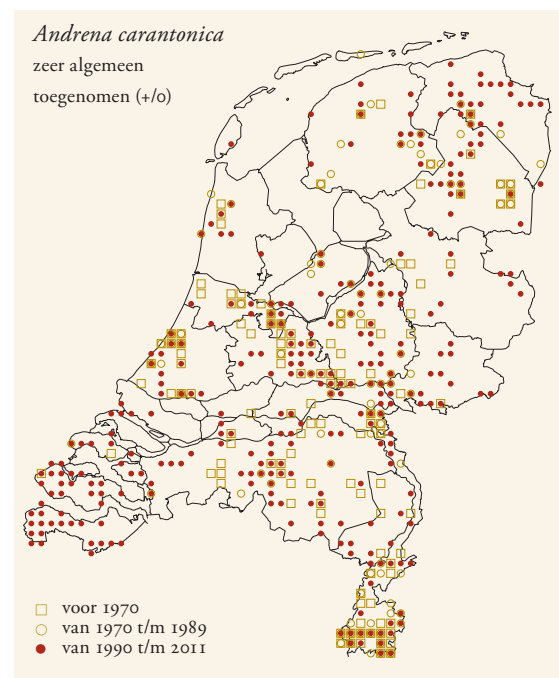 Andrena carantonica
zeer algemeen
toegenomen (+/0)
voor 1970
van 1970 t/m 1989
van 1990 t/m 2011